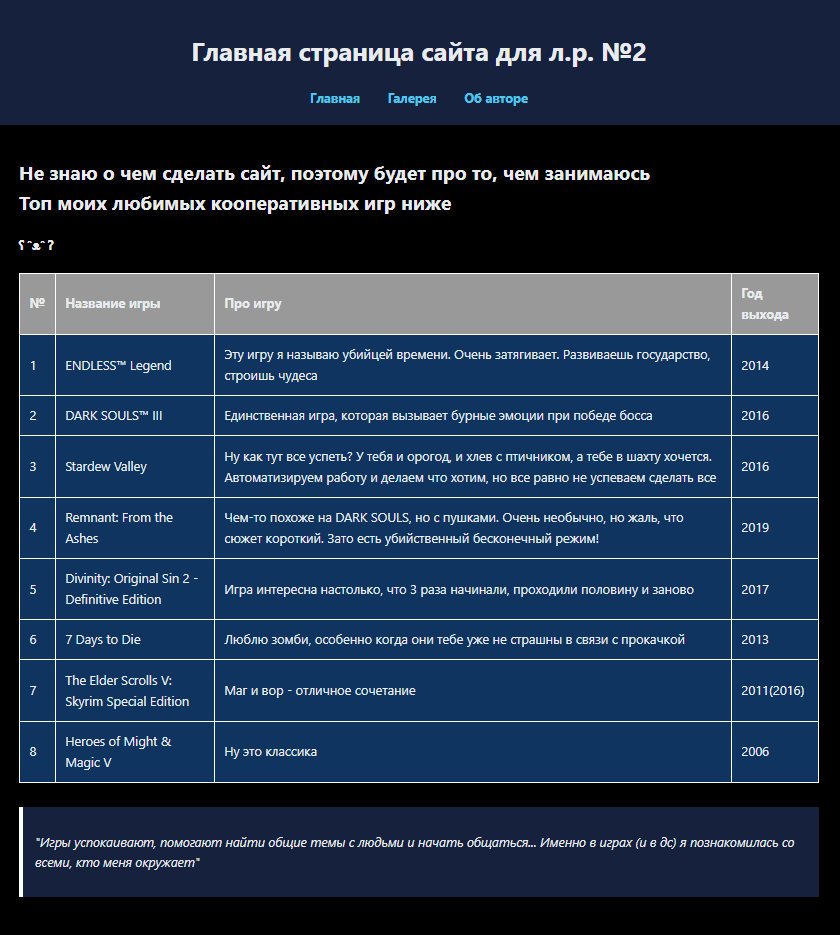 Главная страница сайта для л.р. №2
Главная Галерея Об авторе
Не знаю о чем сделать сайт, поэтому будет про то, чем занимаюсь
Топ моих любимых кооперативных игр ниже
ʕ ᵔᴥᵔ ʔ
№ Название игры Про игру Год выхода
1 ENDLESS™ Legend Эту игру я называю убийцей времени. Очень затягивает. Развиваешь государство,
строишь чудеса
2014
2 DARK SOULS™ III Единственная игра, которая вызывает бурные эмоции при победе босса 2016
3 Stardew Valley Ну как тут все успеть? У тебя и орогод, и хлев с птичником, а тебе в шахту хочется.
Автоматизируем работу и делаем что хотим, но все равно не успеваем сделать все
2016
4 Remnant: From the
Ashes
Чем-то похоже на DARK SOULS, но с пушками. Очень необычно, но жаль, что
сюжет короткий. Зато есть убийственный бесконечный режим!
2019
5 Divinity: Original Sin 2 -
Definitive Edition
Игра интересна настолько, что 3 раза начинали, проходили половину и заново 2017
6 7 Days to Die Люблю зомби, особенно когда они тебе уже не страшны в связи с прокачкой 2013
7 The Elder Scrolls V:
Skyrim Special Edition
Маг и вор - отличное сочетание 2011(2016)
8 Heroes of Might &
Magic V
Ну это классика 2006
"Игры успокаивают, помогают найти общие темы с людьми и начать общаться... Именно в играх (и в дс) я познакомилась со
всеми, кто меня окружает"